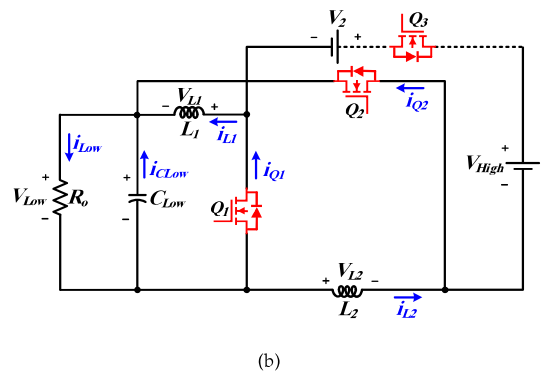 V2
Q3
- +
Q2
iQ2
VL1
- +
L1
iL1
iLow
iCLow
iQ1
VHigh
+
-
+
VLow
-
Ro
+
CLow
-
Q1
VL2
+ -
L2
iL2
(b)